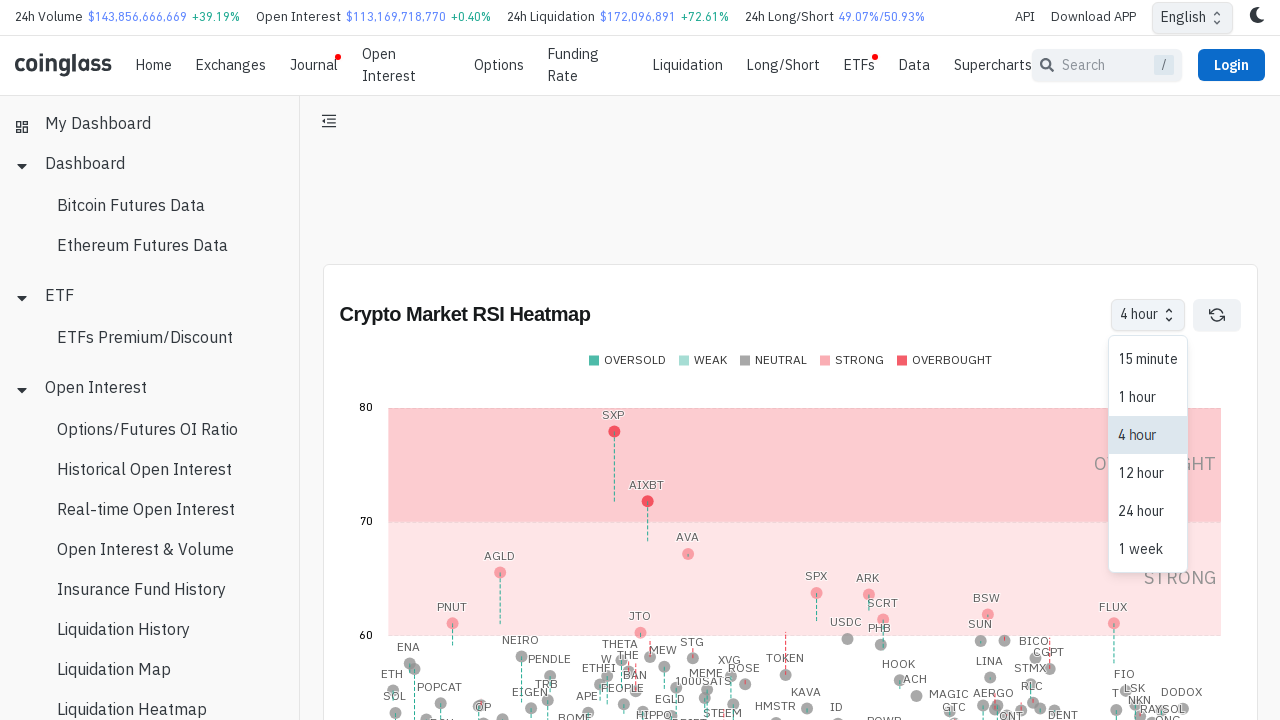 24h Volume $143,856,666,669 +39.19% Open Interest $113,169,718,770 +0.40% 24h Liquidation $172,096,891 +72.61% 24h Long/Short 49.07%/50.93% API Download APP English
coinglass Home Exchanges Journal Open Interest Options Funding Rate Liquidation Long/Short ETFs Data Supercharts Search / Login
My Dashboard
Dashboard
Bitcoin Futures Data
Ethereum Futures Data
ETF
ETFs Premium/Discount
Open Interest
Options/Futures OI Ratio
Historical Open Interest
Real-time Open Interest
Open Interest & Volume
Insurance Fund History
Liquidation History
Liquidation Map
Liquidation Heatmap
Crypto Market RSI Heatmap
4 hour
15 minute
1 hour
4 hour
12 hour
24 hour
1 week
OVERSOLD WEAK NEUTRAL STRONG OVERBOUGHT
80
SXP
AIXBT
70
AVA
AGLD
SPX ARK
STRONG
PNUT SCRT BSW FLUX
JTO USDC SUN
60 PHB
NEIRO THETA STG BICO
ENA PENDLE W THE MEW XVG TOKEN HOOK LINA CGPT
ETH ETHEI BAN MEME ROSE STMX FIO
SOL POPCAT TRB PEOPLE 100USATS ACH RLC LSK
EIGEN APE EGLD KAVA MAGIC AERGO T DODOX
OP HIPPO STEEM HMSTR ID GTC NKN
BOME ONT DENT RAYSOL